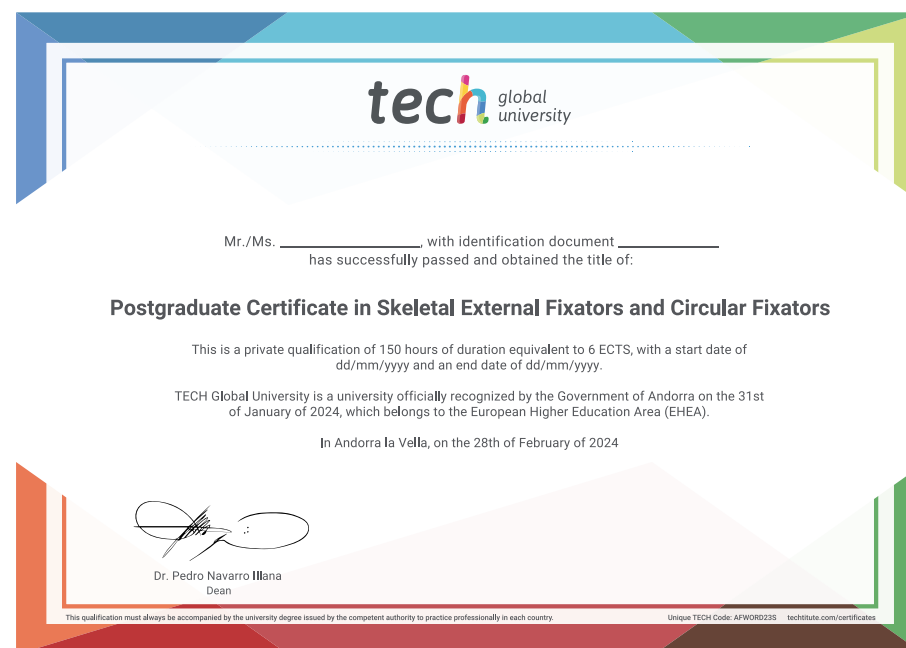 tech global university
Mr./Ms. ____________________, with identification document ______________
has successfully passed and obtained the title of:
Postgraduate Certificate in Skeletal External Fixators and Circular Fixators
This is a private qualification of 150 hours of duration equivalent to 6 ECTS, with a start date of
dd/mm/yyyy and an end date of dd/mm/yyyy.
TECH Global University is a university officially recognized by the Government of Andorra on the 31st
of January of 2024, which belongs to the European Higher Education Area (EHEA).
In Andorra la Vella, on the 28th of February of 2024
Dr. Pedro Navarro Illana
Dean
This qualification must always be accompanied by the university degree issued by the competent authority to practice professionally in each country.
Unique TECH Code: AFWORD23S techtitute.com/certificates